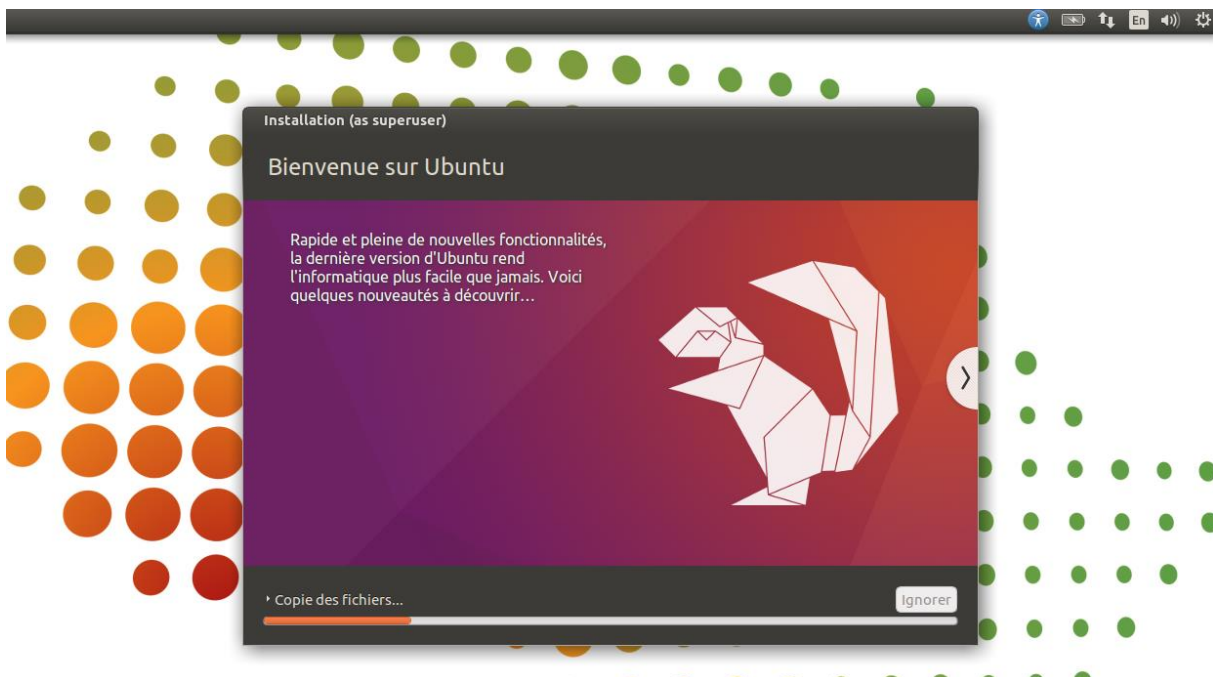 En
Installation (as superuser)
Bienvenue sur Ubuntu
Rapide et pleine de nouvelles fonctionnalités,
la dernière version d'Ubuntu rend
l'informatique plus facile que jamais. Voici
quelques nouveautés à découvrir…
Copie des fichiers...
Ignorer